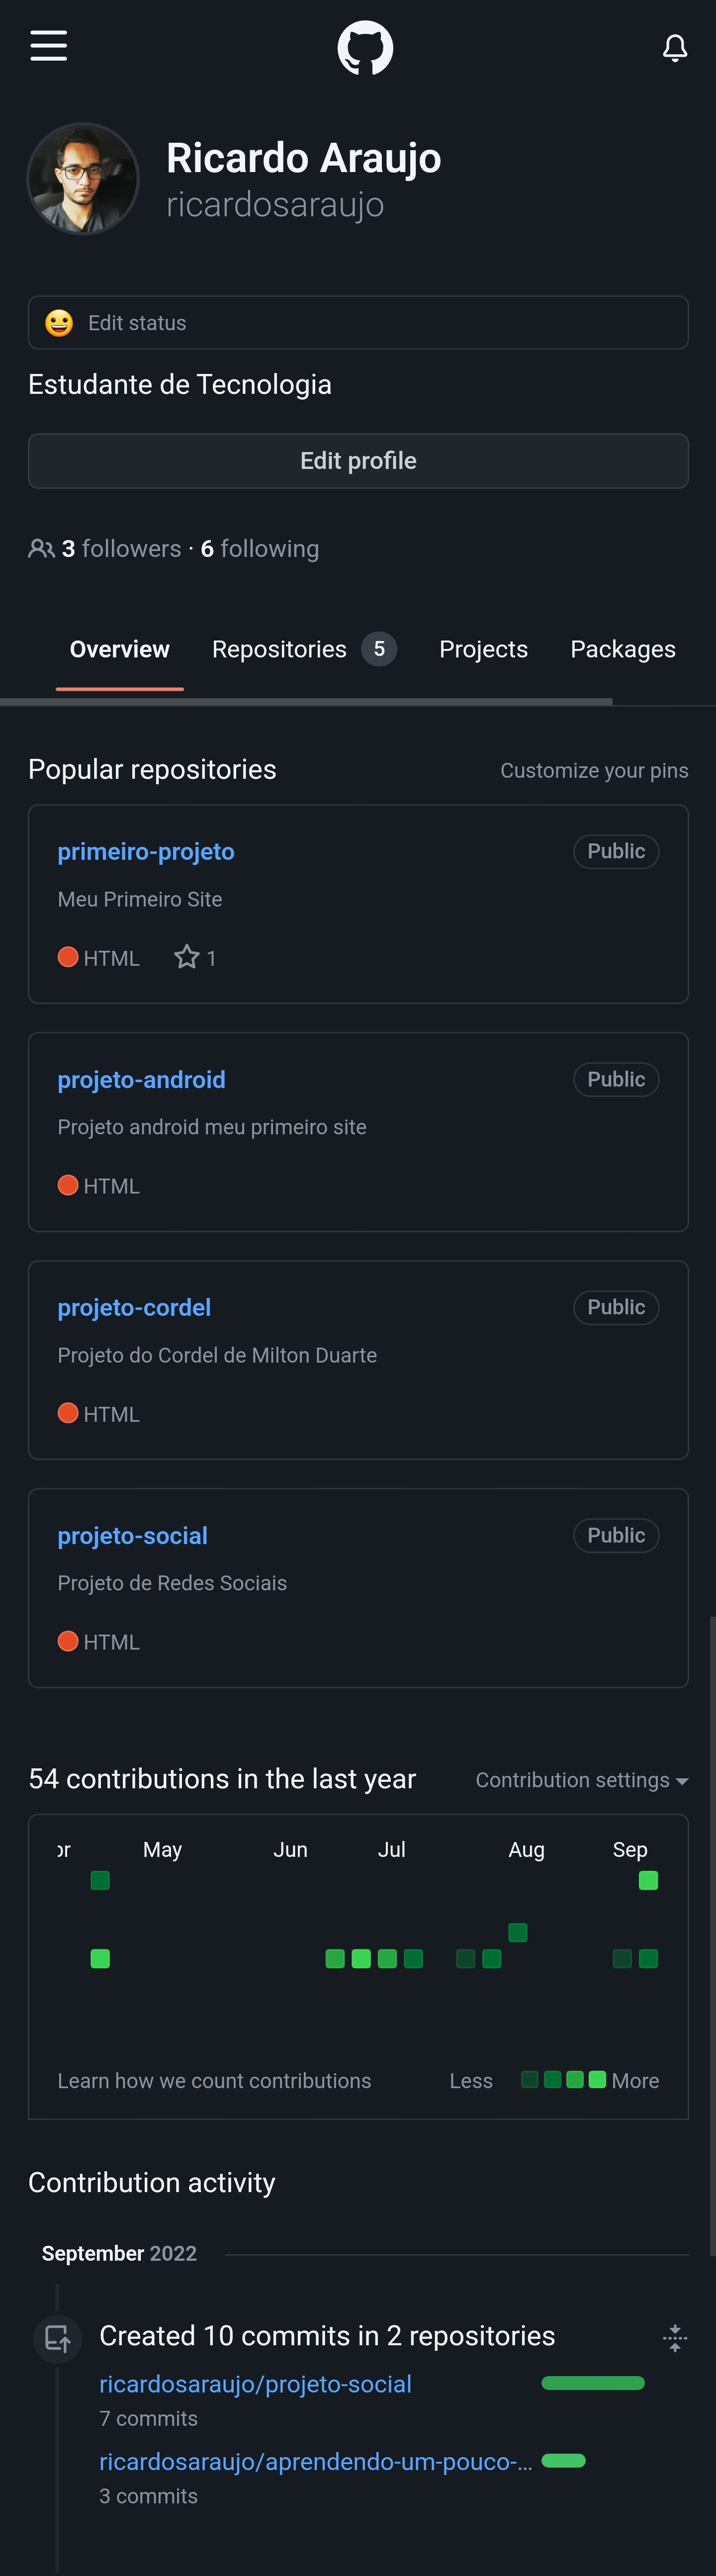 Ricardo Araujo
ricardosaraujo
Edit status
Estudante de Tecnologia
Edit profile
3 followers · 6 following
Overview Repositories 5 Projects Packages
Popular repositories Customize your pins
primeiro-projeto Public
Meu Primeiro Site
HTML 1
projeto-android Public
Projeto android meu primeiro site
HTML
projeto-cordel Public
Projeto do Cordel de Milton Duarte
HTML
projeto-social Public
Projeto de Redes Sociais
HTML
54 contributions in the last year Contribution settings
pr May Jun Jul Aug Sep
Learn how we count contributions Less More
Contribution activity
September 2022
Created 10 commits in 2 repositories
ricardosaraujo/projeto-social
7 commits
ricardosaraujo/aprendendo-um-pouco-...
3 commits